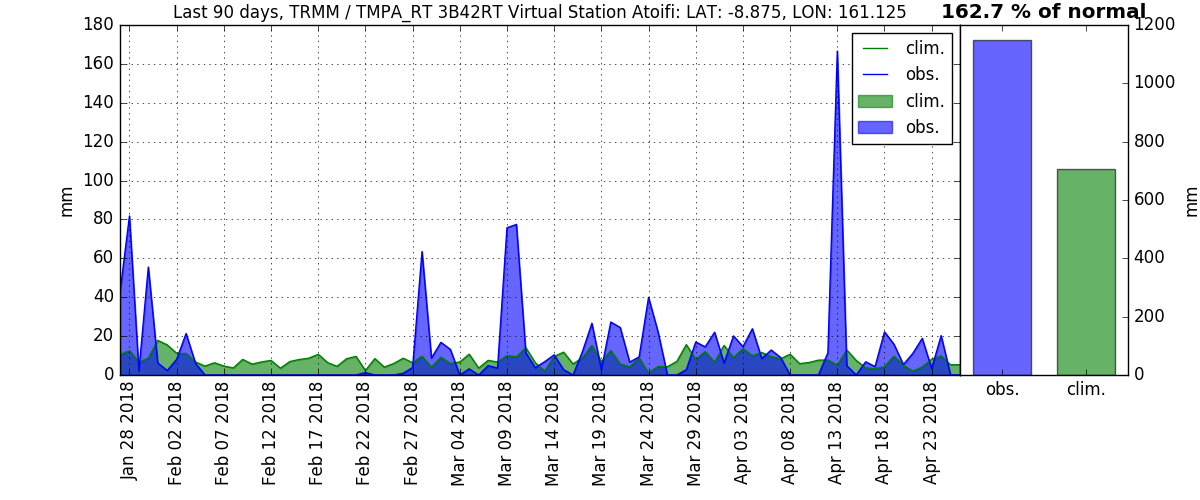 Last 90 days, TRMM / TMPA_RT 3B42RT Virtual Station Atoifi: LAT: -8.875, LON: 161.125
162.7 % of normal
180
160
140
120
100
80
60
40
20
0
mm
clim.
obs.
clim.
obs.
Jan 28 2018
Feb 02 2018
Feb 07 2018
Feb 12 2018
Feb 17 2018
Feb 22 2018
Feb 27 2018
Mar 04 2018
Mar 09 2018
Mar 14 2018
Mar 19 2018
Mar 24 2018
Mar 29 2018
Apr 03 2018
Apr 08 2018
Apr 13 2018
Apr 18 2018
Apr 23 2018
1200
1000
800
600
400
200
0
mm
obs.
clim.